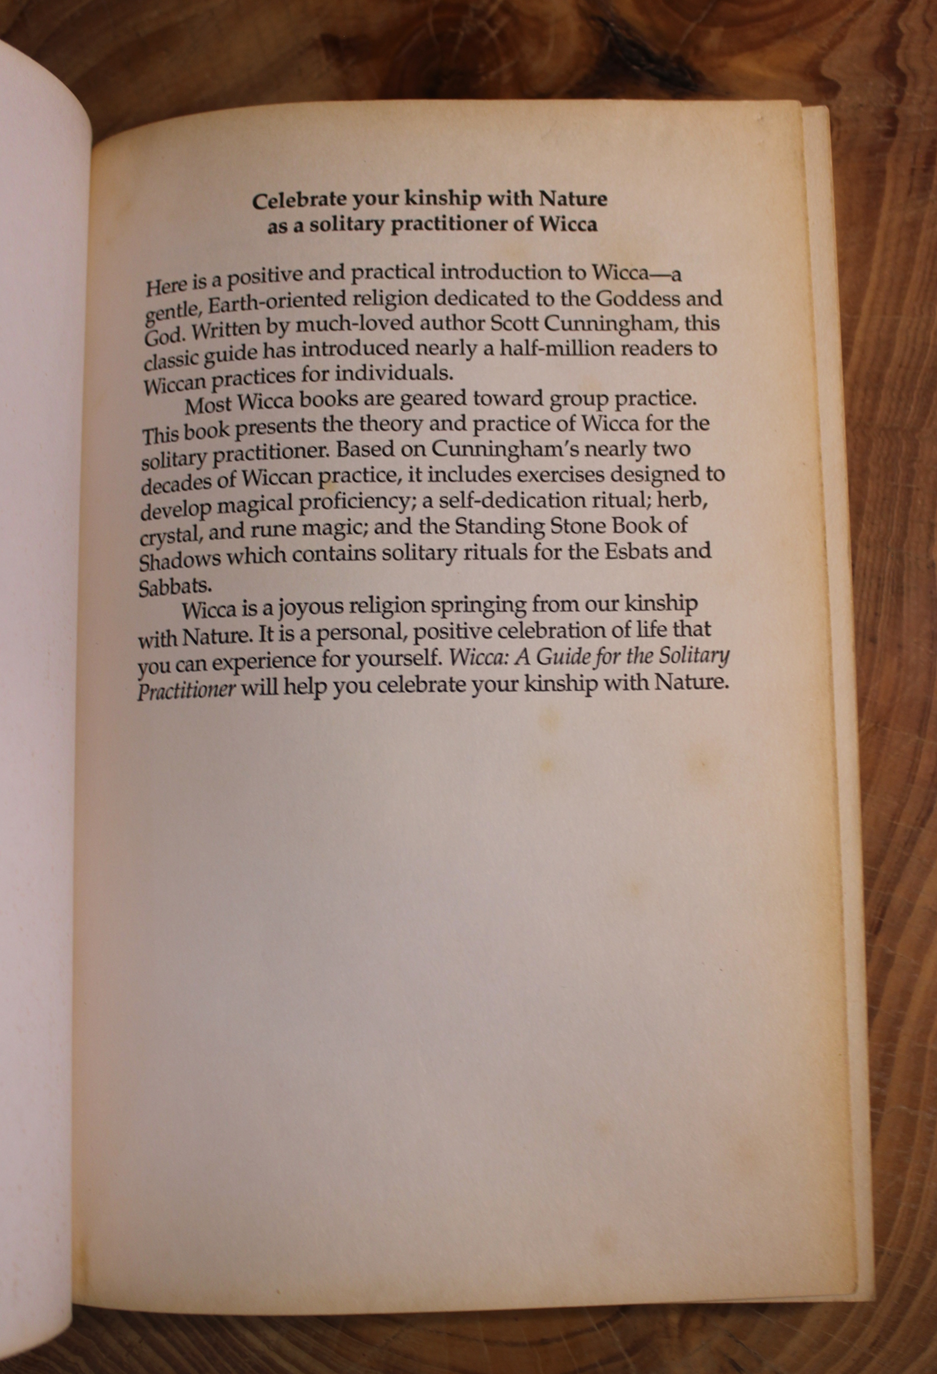 Celebrate your kinship with Nature
as a solitary practitioner of Wicca
Here is a positive and practical introduction to Wicca—a
gentle, Earth-oriented religion dedicated to the Goddess and
God. Written by much-loved author Scott Cunningham, this
classic guide has introduced nearly a half-million readers to
Wiccan practices for individuals.
Most Wicca books are geared toward group practice.
This book presents the theory and practice of Wicca for the
solitary practitioner. Based on Cunningham's nearly two
decades of Wiccan practice, it includes exercises designed to
develop magical proficiency; a self-dedication ritual; herb,
crystal, and rune magic; and the Standing Stone Book of
Shadows which contains solitary rituals for the Esbats and
Sabbats.
Wicca is a joyous religion springing from our kinship
with Nature. It is a personal, positive celebration of life that
you can experience for yourself. Wicca: A Guide for the Solitary
Practitioner will help you celebrate your kinship with Nature.